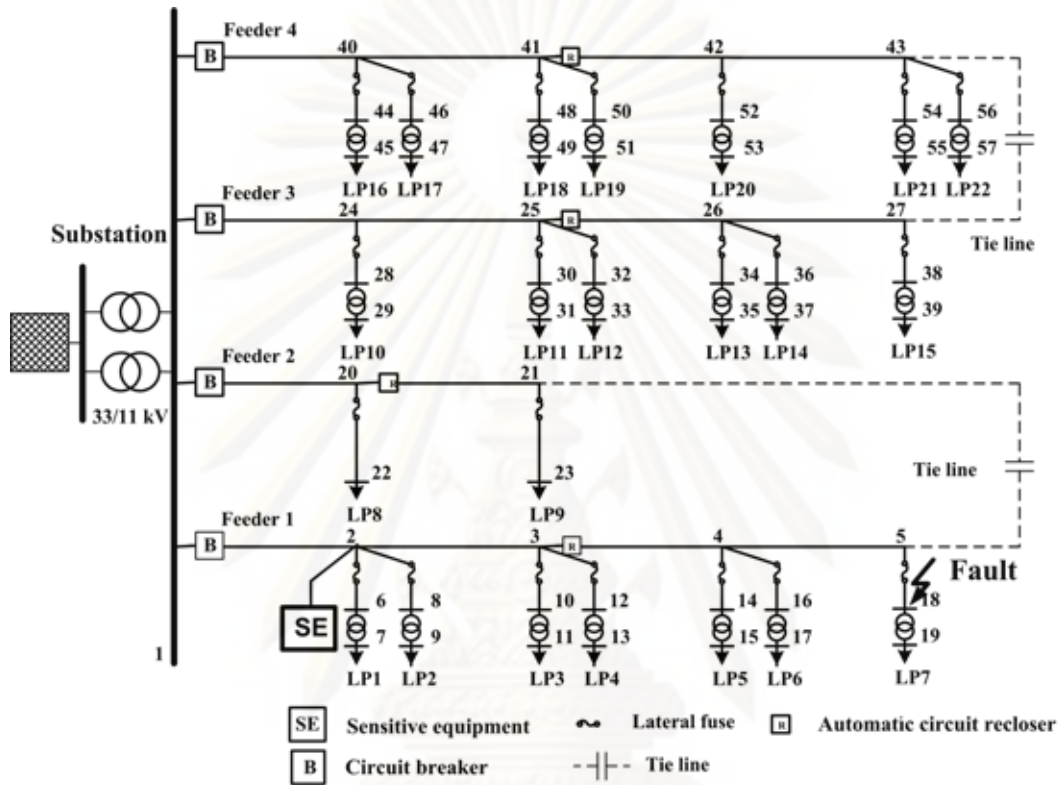 Feeder 4
B
40
41
R
42
43
44
46
48
50
52
54
56
45
47
49
51
53
55
57
LP16
LP17
LP18
LP19
LP20
LP21
LP22
Feeder 3
B
24
25
R
26
27
Tie line
Substation
28
30
32
34
36
38
29
31
33
35
37
39
LP10
LP11
LP12
LP13
LP14
LP15
Feeder 2
B
20
R
21
33/11 kV
22
23
Tie line
LP8
LP9
Feeder 1
B
2
3
R
4
5
Fault
6
8
10
12
14
16
18
SE
7
9
11
13
15
17
19
1
LP1
LP2
LP3
LP4
LP5
LP6
LP7
SE Sensitive equipment
Lateral fuse
R Automatic circuit recloser
B Circuit breaker
Tie line